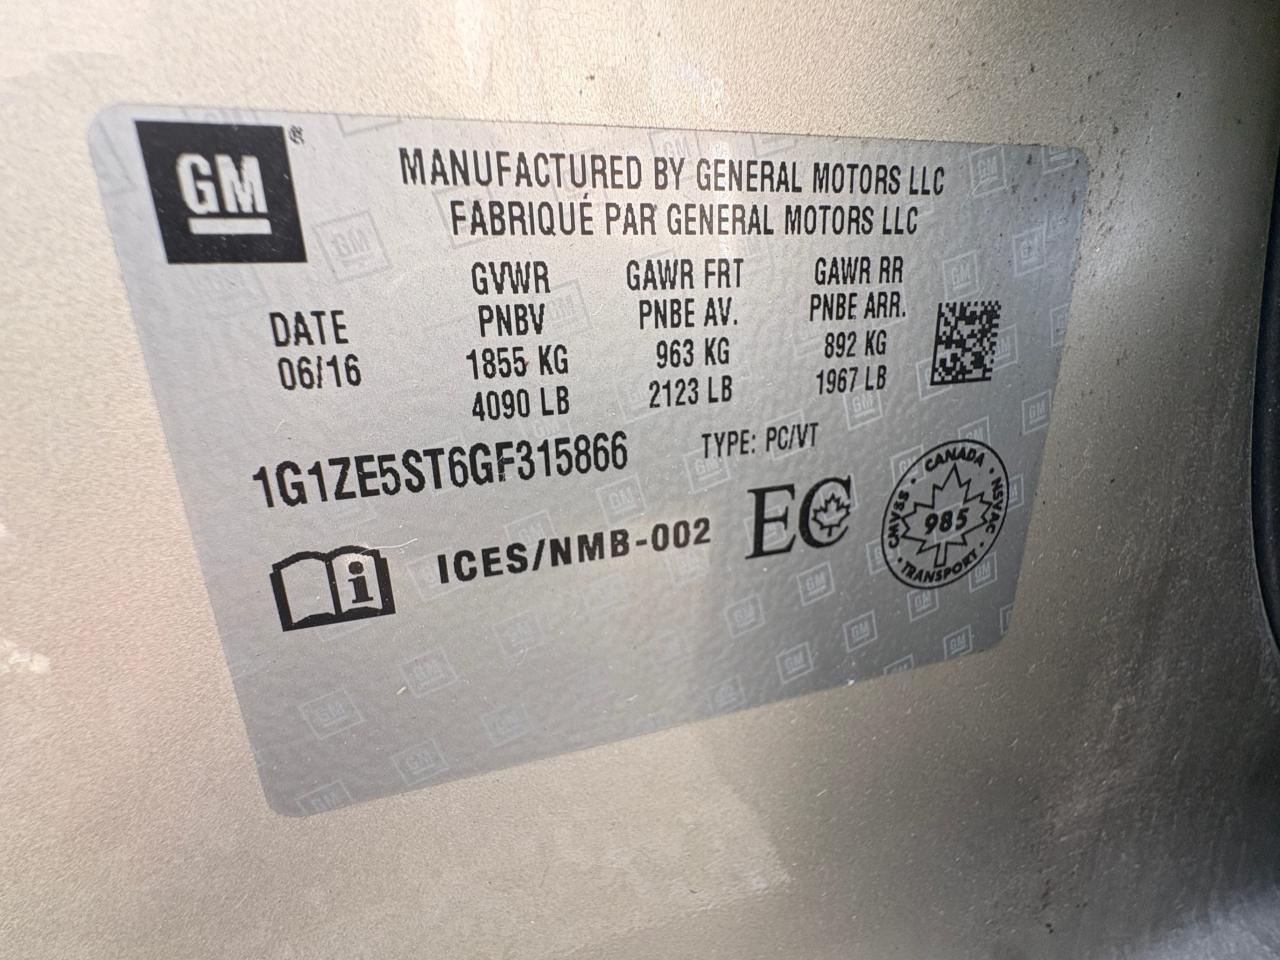 GM®
MANUFACTURED BY GENERAL MOTORS LLC
FABRIQUÉ PAR GENERAL MOTORS LLC
DATE
06/16
GVWR
PNBV
1855 KG
4090 LB
GAWR FRT
PNBE AV.
963 KG
2123 LB
GAWR RR
PNBE ARR.
892 KG
1967 LB
1G1ZE5ST6GF315866
TYPE: PC/VT
i
ICES/NMB-002
EC
CANADA · NSVAC · TRANSPORT · CMVSS ·
985